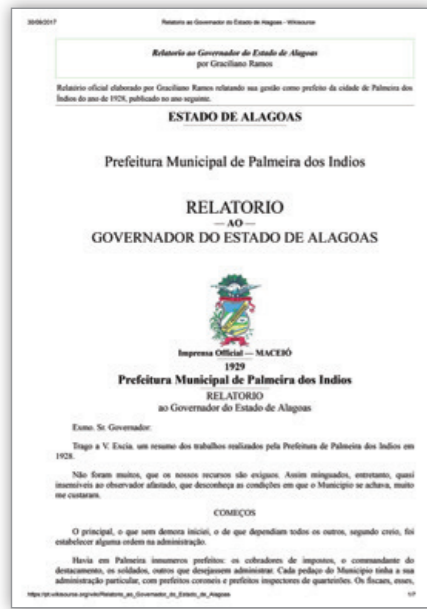 30/08/2017 Relatorio ao Governador do Estado de Alagoas - Wikisource
Relatorio ao Governador do Estado de Alagoas
por Graciliano Ramos
Relatório oficial elaborado por Graciliano Ramos relatando sua gestão como prefeito da cidade de Palmeira dos
Índios do ano de 1928, publicado no ano seguinte.
ESTADO DE ALAGOAS
Prefeitura Municipal de Palmeira dos Indios
RELATORIO
— AO —
GOVERNADOR DO ESTADO DE ALAGOAS
Imprensa Official — MACEIÓ
1929
Prefeitura Municipal de Palmeira dos Indios
RELATORIO
ao Governador do Estado de Alagoas
Exmo. Sr. Governador:
Trago a V. Excia. um resumo dos trabalhos realizados pela Prefeitura de Palmeira dos Indios em
1928.
Não foram muitos, que os nossos recursos são exiguos. Assim minguados, entretanto, quasi
insensiveis ao observador afastado, que desconheça as condições em que o Municipio se achava, muito
me custaram.
COMEÇOS
O principal, o que sem demora iniciei, o de que dependiam todos os outros, segundo creio, foi
estabelecer alguma ordem na administração.
Havia em Palmeira innumeros prefeitos: os cobradores de impostos, o commandante do
destacamento, os soldados, outros que desejassem administrar. Cada pedaço do Municipio tinha a sua
administração particular, com prefeitos coroneis e prefeitos inspectores de quarteirões. Os fiscaes, esses,
https://pt.wikisource.org/wiki/Relatorio_ao_Governador_do_Estado_de_Alagoas 1/7